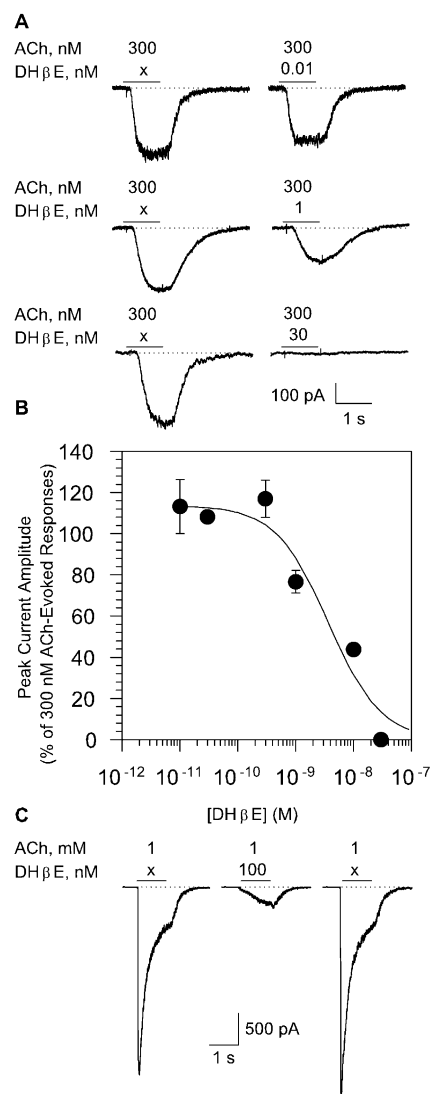 A
ACh, nM 300 300
DHβE, nM x 0.01
ACh, nM 300 300
DHβE, nM x 1
ACh, nM 300 300
DHβE, nM x 30
100 pA
1 s
B
Peak Current Amplitude
(% of 300 nM ACh-Evoked Responses)
140
120
100
80
60
40
20
0
10-12 10-11 10-10 10-9 10-8 10-7
[DHβE] (M)
C
ACh, mM 1 1 1
DHβE, nM x 100 x
500 pA
1 s